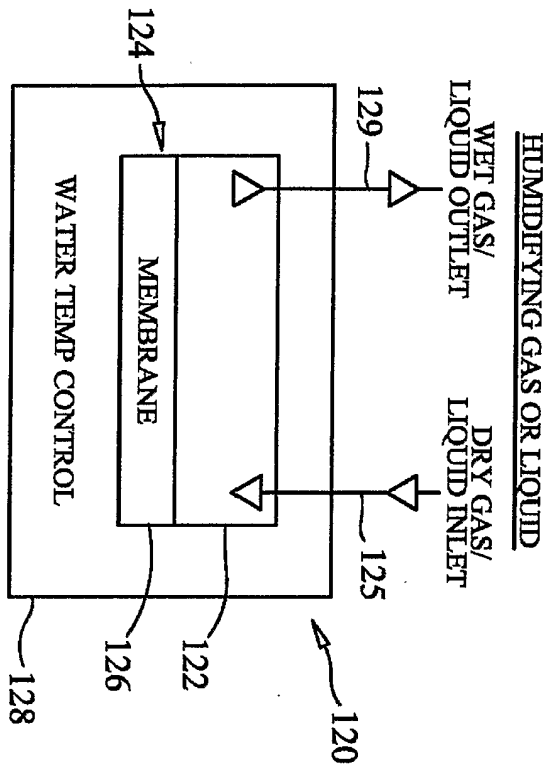 HUMIDIFYING GAS OR LIQUID
WET GAS/
LIQUID OUTLET
DRY GAS/
LIQUID INLET
129
125
124
MEMBRANE
WATER TEMP CONTROL
120
122
126
128